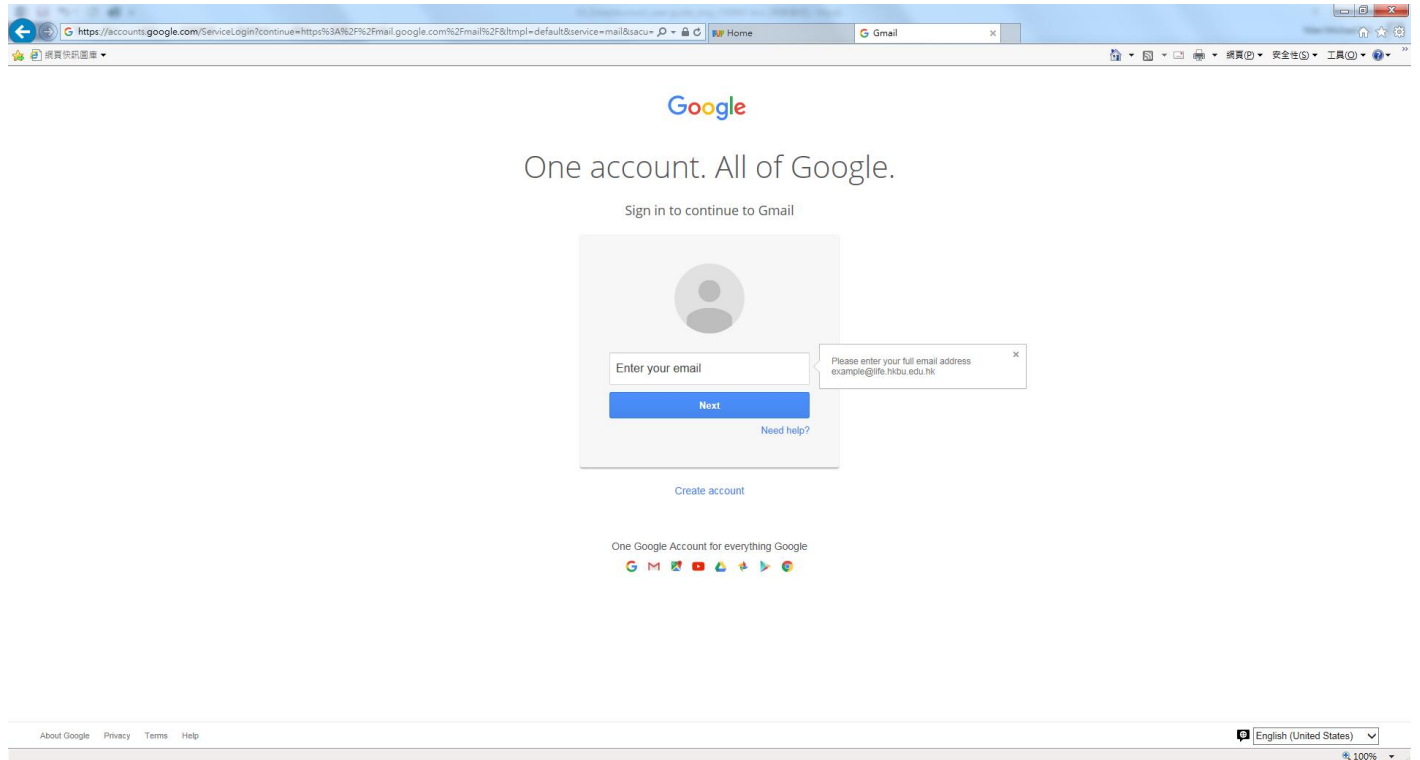 https://accounts.google.com/ServiceLogin?continue=https%3A%2F%2Fmail.google.com%2Fmail%2F&ltmpl=default&service=mail&sacu=
Home
Gmail
網頁快訊圖庫
網頁(P)
安全性(S)
工具(O)
Google
One account. All of Google.
Sign in to continue to Gmail
Enter your email
Please enter your full email address
example@life.hkbu.edu.hk
Next
Need help?
Create account
One Google Account for everything Google
About Google Privacy Terms Help
English (United States)
100%